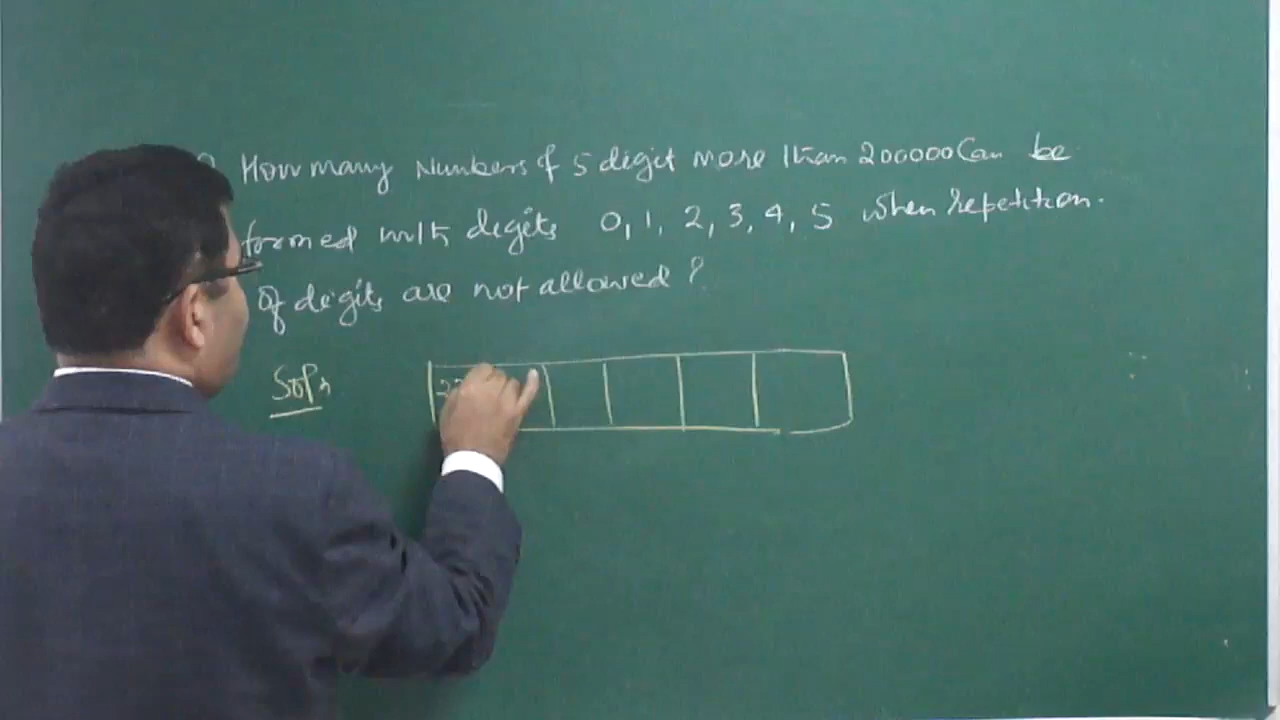 Q How many Numbers of 5 digit more than 200000 Can be
formed with digits 0, 1, 2, 3, 4, 5 when repetition.
of digits are not allowed ?
Soln